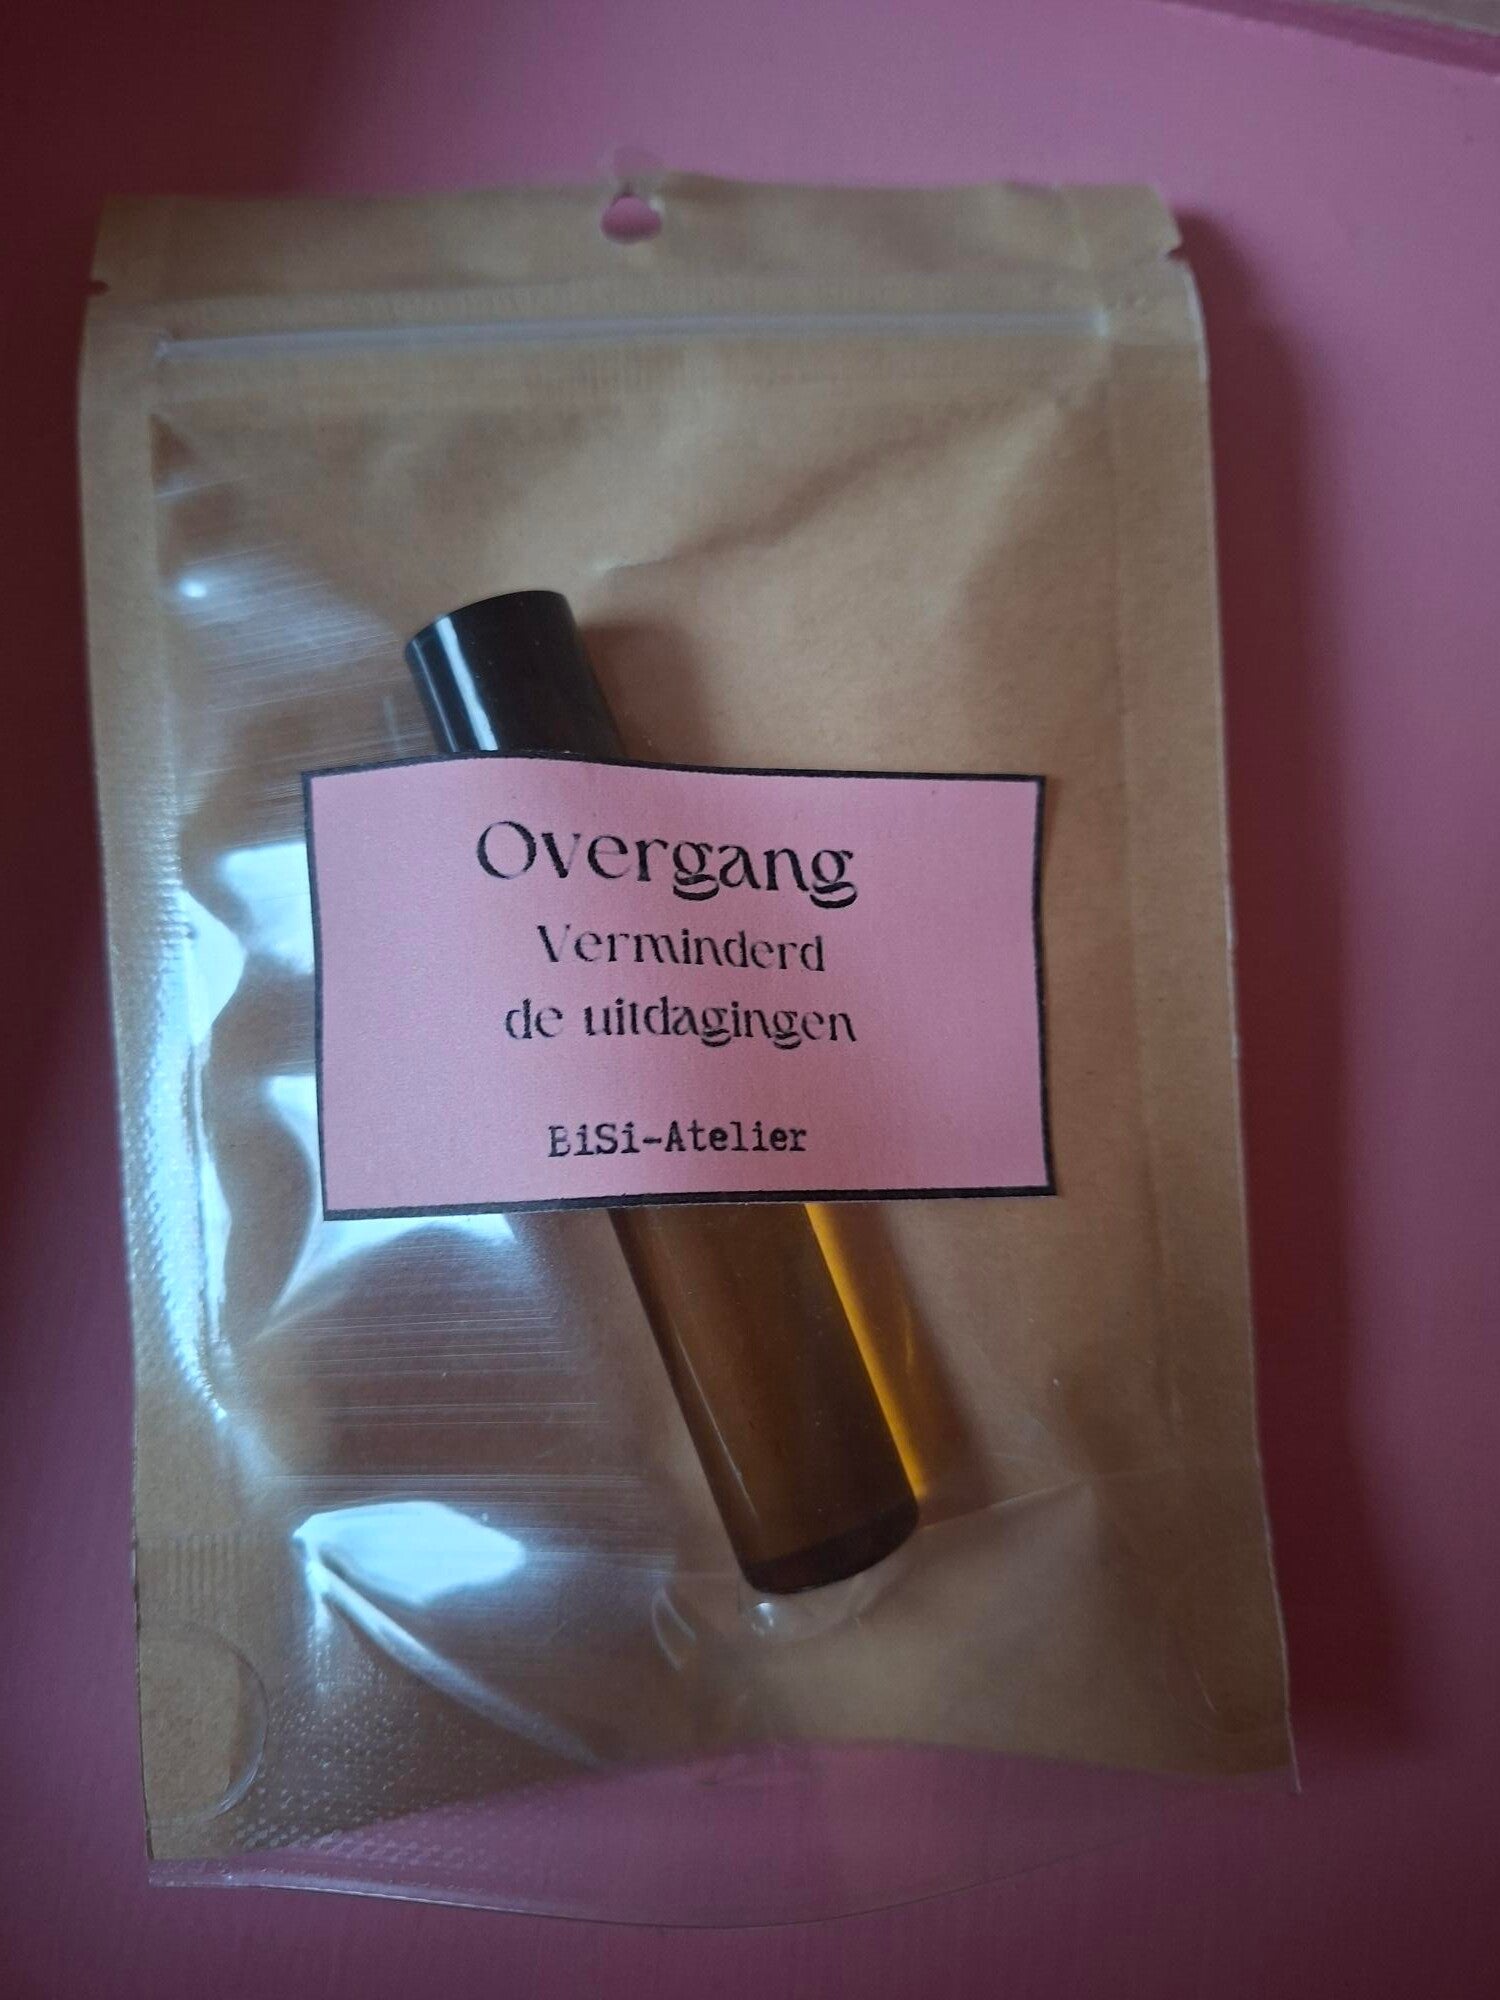 Overgang
Verminderd
de uitdagingen
BiSi-Atelier